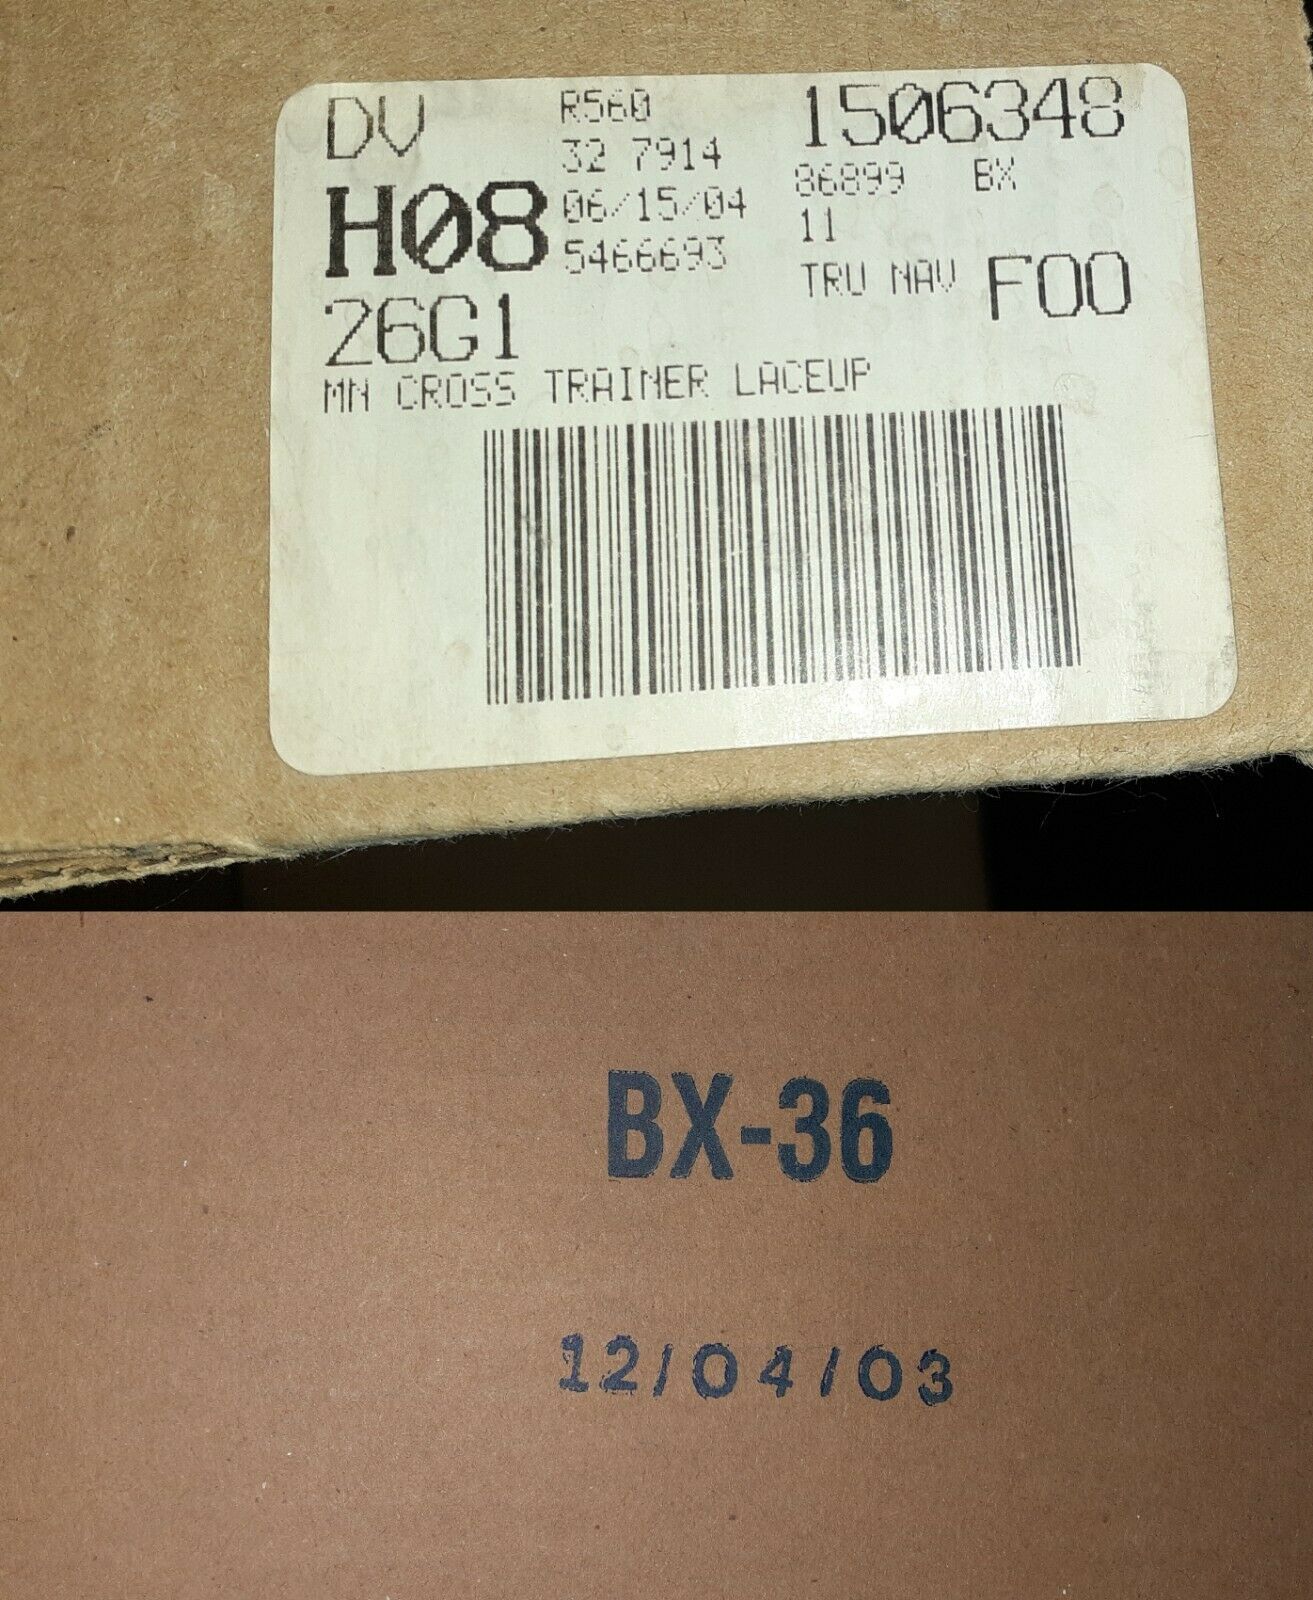 DV
H08
26G1
R560
32 7914
06/15/04
5466693
1506348
86899 BX
11
TRU NAV F00
MN CROSS TRAINER LACEUP
BX-36
12/04/03